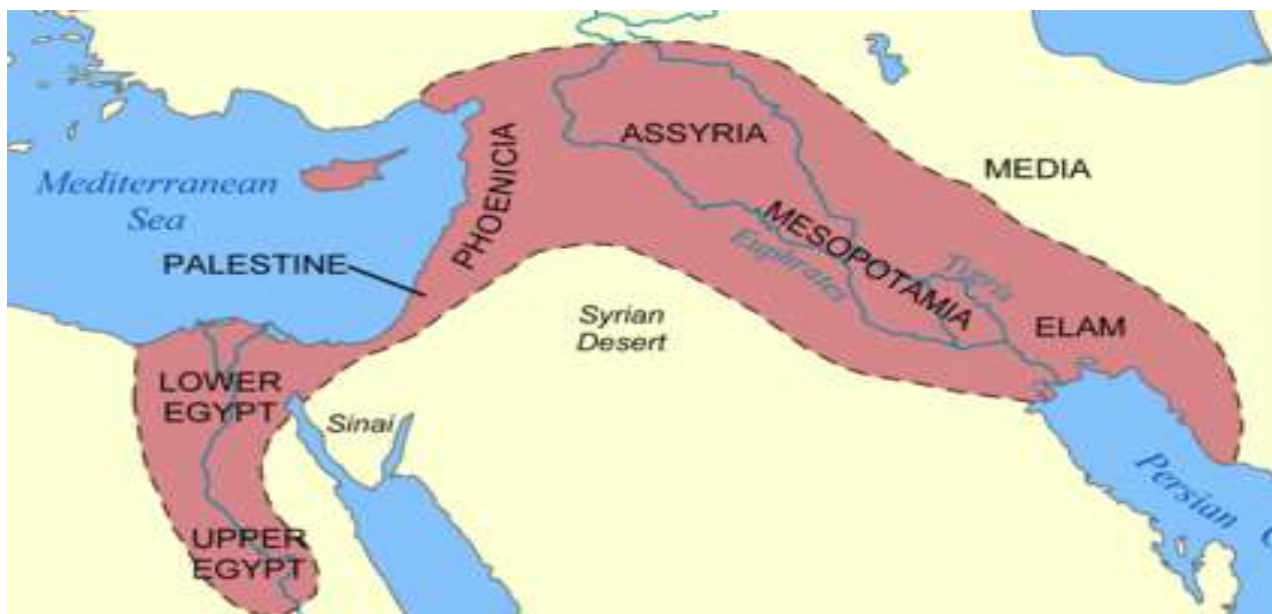 ASSYRIA
MEDIA
Mediterranean
Sea
PHOENICIA
MESOPOTAMIA
PALESTINE
Euphrates
Tigris
Syrian
Desert
ELAM
LOWER
EGYPT
Sinai
Persian
UPPER
EGYPT